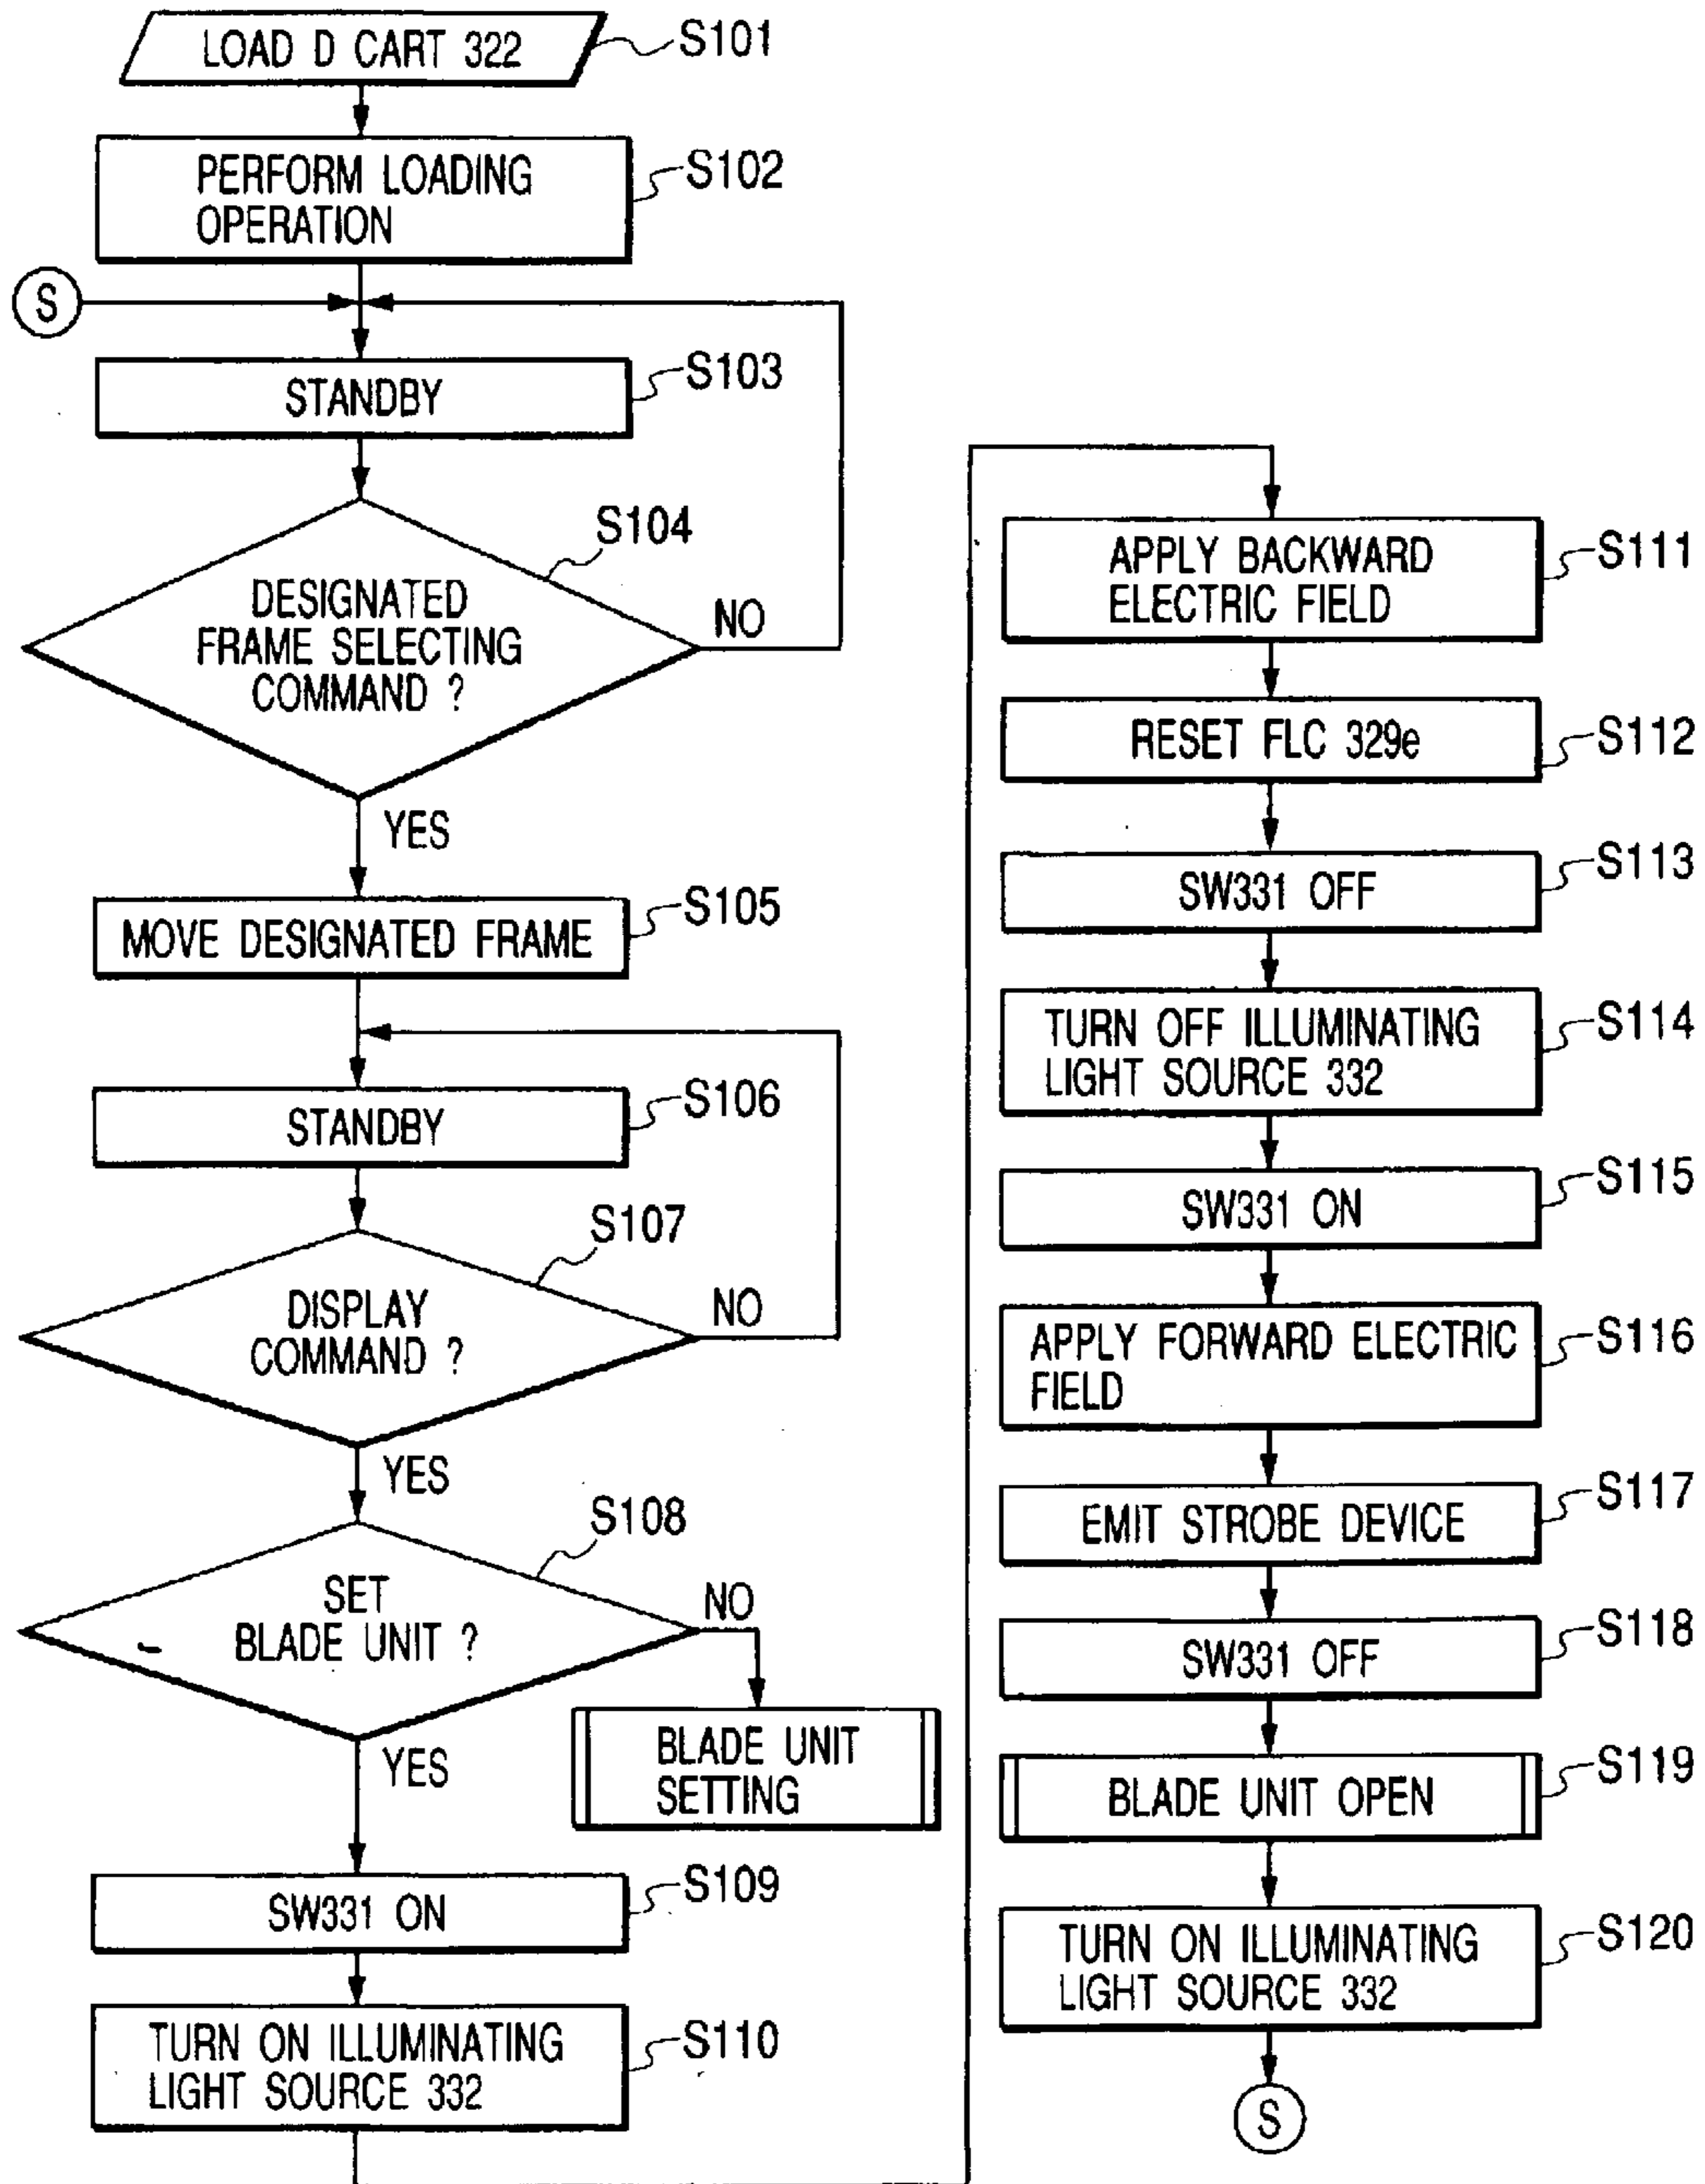 LOAD D CART 322
S101
PERFORM LOADING
OPERATION
S102
S
STANDBY
S103
S104
DESIGNATED
FRAME SELECTING
COMMAND ?
NO
YES
MOVE DESIGNATED FRAME
S105
STANDBY
S106
S107
DISPLAY
COMMAND ?
NO
YES
S108
SET
BLADE UNIT ?
NO
YES
BLADE UNIT
SETTING
SW331 ON
S109
TURN ON ILLUMINATING
LIGHT SOURCE 332
S110
APPLY BACKWARD
ELECTRIC FIELD
S111
RESET FLC 329e
S112
SW331 OFF
S113
TURN OFF ILLUMINATING
LIGHT SOURCE 332
S114
SW331 ON
S115
APPLY FORWARD ELECTRIC
FIELD
S116
EMIT STROBE DEVICE
S117
SW331 OFF
S118
BLADE UNIT OPEN
S119
TURN ON ILLUMINATING
LIGHT SOURCE 332
S120
S